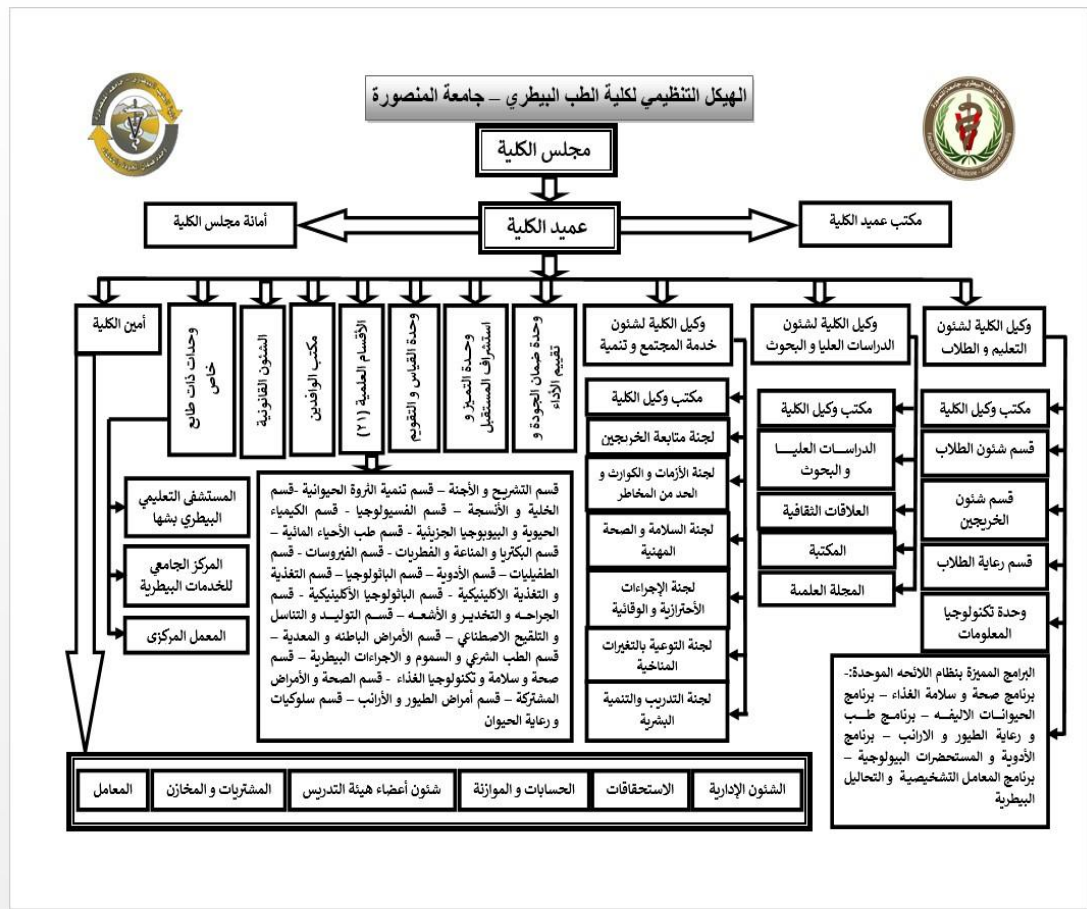 الهيكل التنظيمي لكلية الطب البيطري – جامعة المنصورة
مجلس الكلية
عميد الكلية
مكتب عميد الكلية
أمانة مجلس الكلية
وكيل الكلية لشئون
التعليم و الطلاب
وكيل الكلية لشئون
الدراسات العليا و البحوث
وكيل الكلية لشئون
خدمة المجتمع و تنمية
وحدة ضمان الجودة و
تقييم الأداء
وحدة التميز و
استشراف المستقبل
وحدة القياس و التقويم
الأقسام العلمية (٢١)
مكتب الوافدين
الشئون القانونية
وحدات ذات طابع
خاص
أمين الكلية
مكتب وكيل الكلية
قسم شئون الطلاب
قسم شئون
الخريجين
قسم رعاية الطلاب
وحدة تكنولوجيا
المعلومات
البرامج المميزة بنظام اللائحه الموحدة:-
برنامج صحة و سلامة الغذاء – برنامج
الحيوانات الاليفه – برنامج طب
و رعاية الطيور و الارانب – برنامج
الأدوية و المستحضرات البيولوجية –
برنامج المعامل التشخيصية و التحاليل
البيطرية
مكتب وكيل الكلية
الدراسات العليا
و البحوث
العلاقات الثقافية
المكتبة
المجلة العلمية
مكتب وكيل الكلية
لجنة متابعة الخريجين
لجنة الأزمات و الكوارث و
الحد من المخاطر
لجنة السلامة و الصحة
المهنية
لجنة الإجراءات
الأحترازية و الوقائية
لجنة التوعية بالتغيرات
المناخية
لجنة التدريب والتنمية
البشرية
قسم التشريح و الأجنة – قسم تنمية الثروة الحيوانية -قسم
الخلية و الأنسجة – قسم الفسيولوجيا - قسم الكيمياء
الحيوية و البيوبوجيا الجزيئية - قسم طب الأحياء المائية –
قسم البكتريا و المناعة و الفطريات - قسم الفيروسات - قسم
الطفيليات – قسم الأدوية – قسم الباثولوجيا – قسم التغذية
و التغذية الاكلينيكية - قسم الباثولوجيا الأكلينيكية - قسم
الجراحه و التخدير و الأشعه – قسم التوليد و التناسل
و التلقيح الاصطناعي – قسم الأمراض الباطنه و المعدية –
قسم الطب الشرعي و السموم و الاجراءات البيطرية – قسم
صحة و سلامة و تكنولوجيا الغذاء - قسم الصحة و الأمراض
المشتركة – قسم أمراض الطيور و الأرانب – قسم سلوكيات
و رعاية الحيوان
المستشفى التعليمي
البيطري بشها
المركز الجامعي
للخدمات البيطرية
المعمل المركزى
الشئون الإدارية
الاستحقاقات
الحسابات و الموازنة
شئون أعضاء هيئة التدريس
المشتريات و المخازن
المعامل